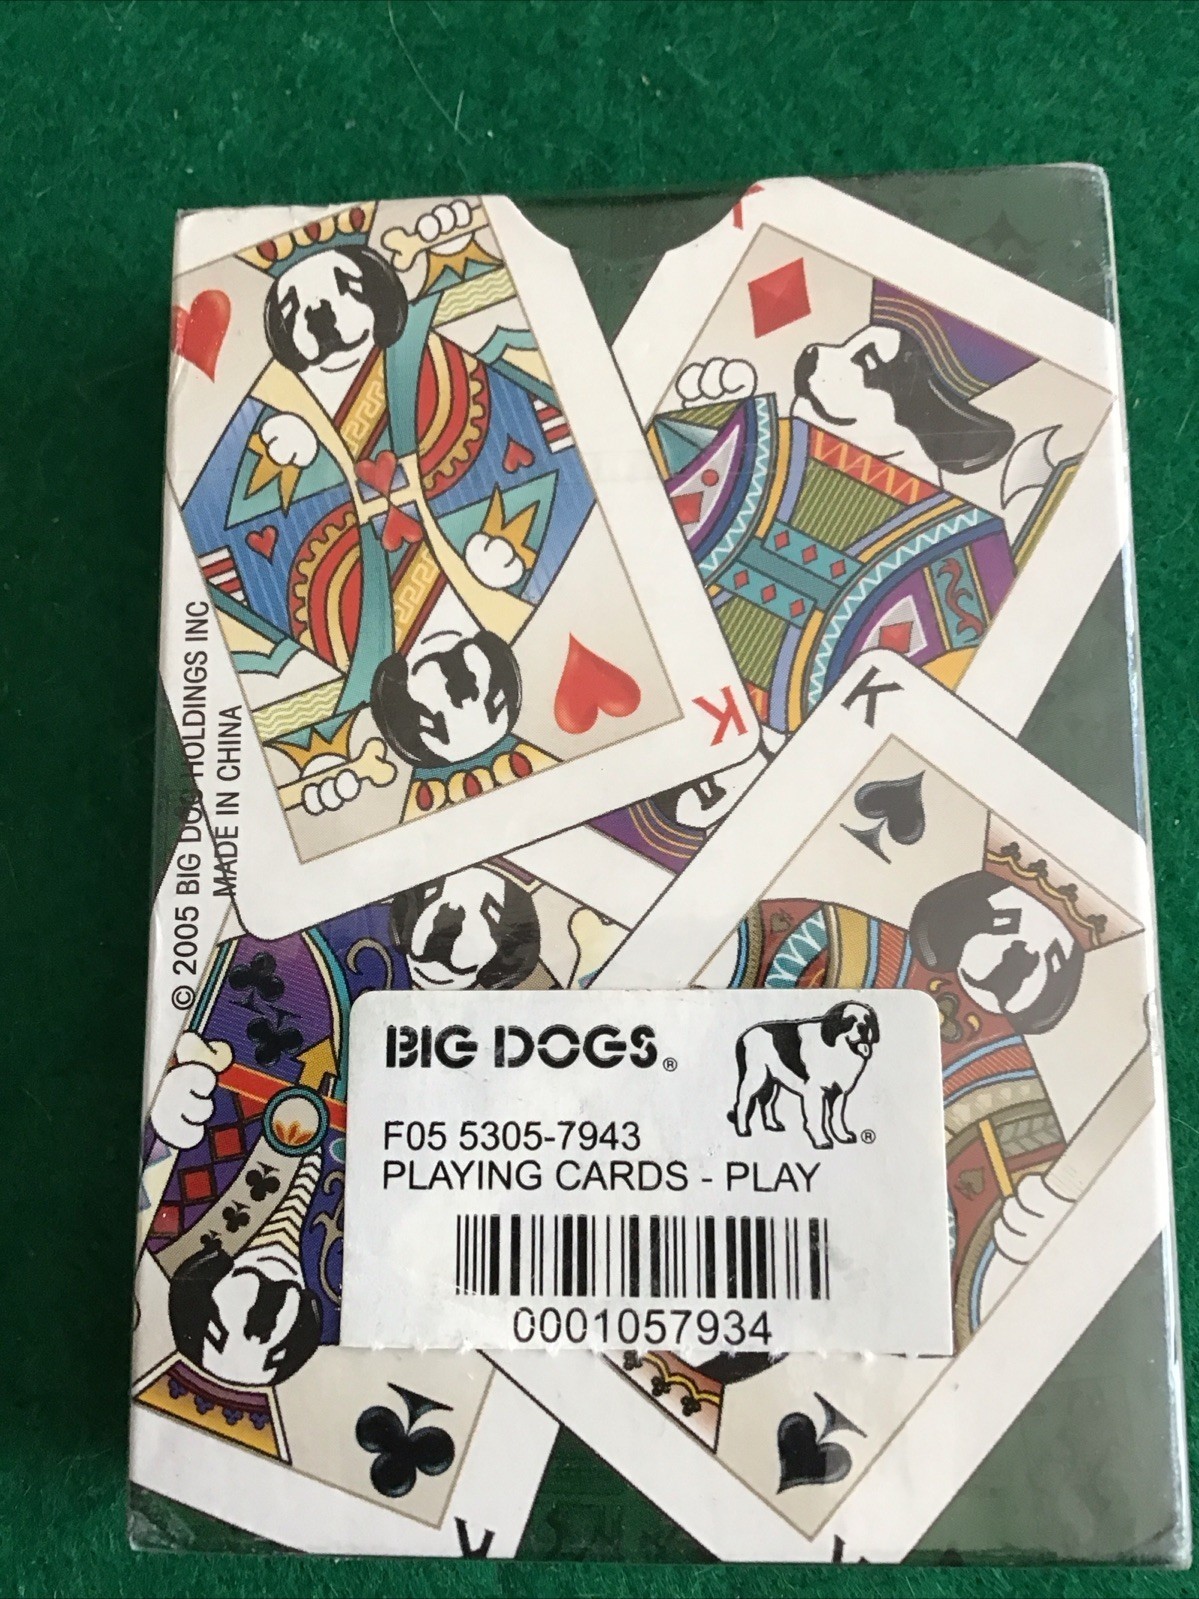 K
K
© 2005 BIG DOG HOLDINGS INC
MADE IN CHINA
BIG DOGS®
®
F05 5305-7943
PLAYING CARDS - PLAY
0001057934